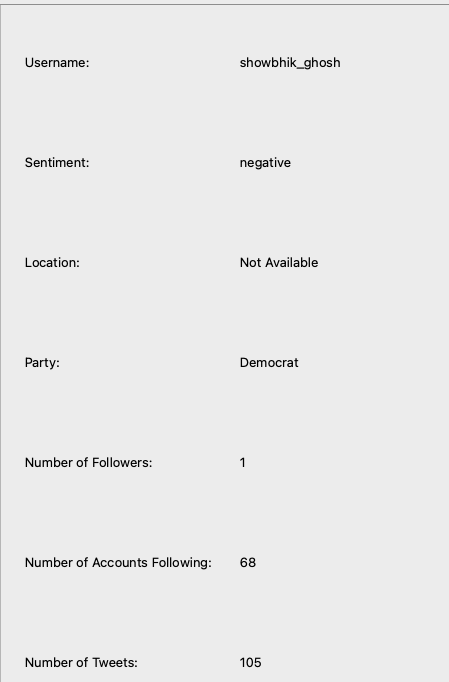 Username: showbhik_ghosh
Sentiment: negative
Location: Not Available
Party: Democrat
Number of Followers: 1
Number of Accounts Following: 68
Number of Tweets: 105